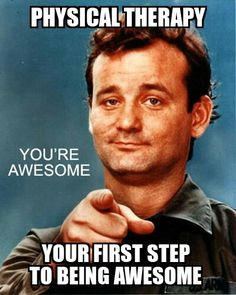 PHYSICAL THERAPY
YOU'RE
AWESOME
YOUR FIRST STEP
TO BEING AWESOME